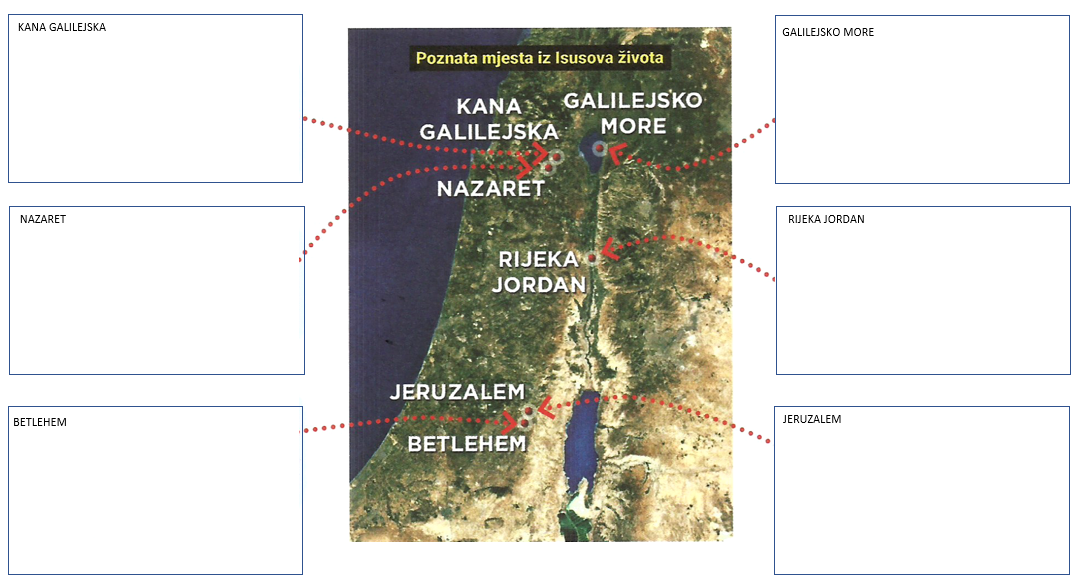 KANA GALILEJSKA
NAZARET
BETLEHEM
Poznata mjesta iz Isusova života
KANA
GALILEJSKA
GALILEJSKO
MORE
NAZARET
RIJEKA
JORDAN
JERUZALEM
BETLEHEM
GALILEJSKO MORE
RIJEKA JORDAN
JERUZALEM